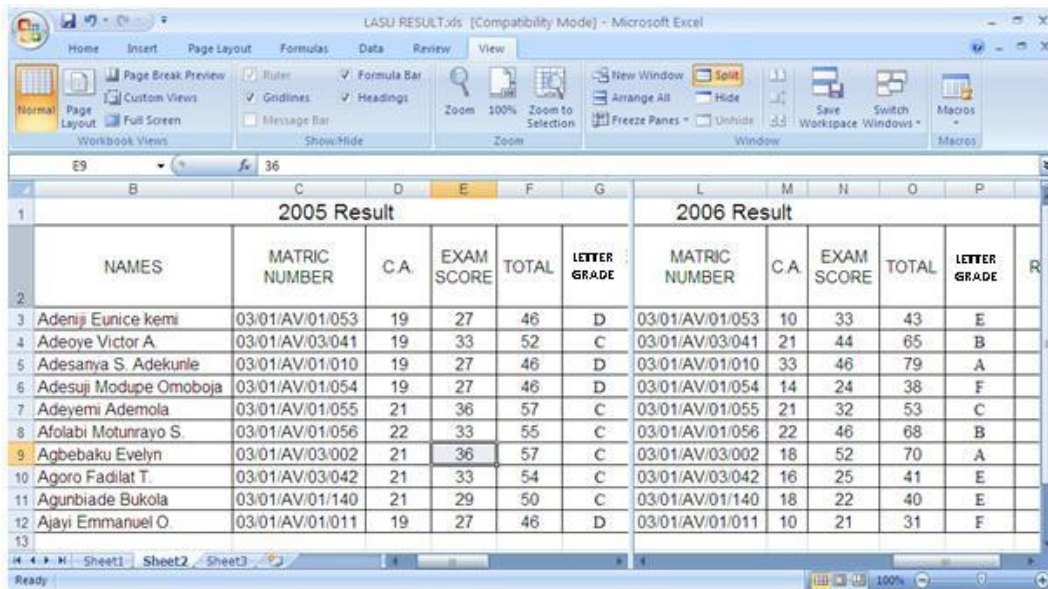 LASU RESULT.xls [Compatibility Mode] - Microsoft Excel
Home Insert Page Layout Formulas Data Review View
Normal Page Layout Page Break Preview Custom Views Full Screen
Ruler Gridlines Message Bar Formula Bar Headings
Zoom 100% Zoom to Selection
New Window Arrange All Freeze Panes Split Hide Unhide
Save Workspace Switch Windows Macros
Workbook Views Show/Hide Zoom Window Macros
E9 fx 36
B C D E F G L M N O P
1 2005 Result 2006 Result
2 NAMES MATRIC NUMBER C.A. EXAM SCORE TOTAL LETTER GRADE MATRIC NUMBER C.A. EXAM SCORE TOTAL LETTER GRADE R
3 Adeniji Eunice kemi 03/01/AV/01/053 19 27 46 D 03/01/AV/01/053 10 33 43 E
4 Adeoye Victor A. 03/01/AV/03/041 19 33 52 C 03/01/AV/03/041 21 44 65 B
5 Adesanya S. Adekunle 03/01/AV/01/010 19 27 46 D 03/01/AV/01/010 33 46 79 A
6 Adesuji Modupe Omoboja 03/01/AV/01/054 19 27 46 D 03/01/AV/01/054 14 24 38 F
7 Adeyemi Ademola 03/01/AV/01/055 21 36 57 C 03/01/AV/01/055 21 32 53 C
8 Afolabi Motunrayo S. 03/01/AV/01/056 22 33 55 C 03/01/AV/01/056 22 46 68 B
9 Agbebaku Evelyn 03/01/AV/03/002 21 36 57 C 03/01/AV/03/002 18 52 70 A
10 Agoro Fadilat T. 03/01/AV/03/042 21 33 54 C 03/01/AV/03/042 16 25 41 E
11 Agunbiade Bukola 03/01/AV/01/140 21 29 50 C 03/01/AV/01/140 18 22 40 E
12 Ajayi Emmanuel O. 03/01/AV/01/011 19 27 46 D 03/01/AV/01/011 10 21 31 F
13
Sheet1 Sheet2 Sheet3
Ready 100%